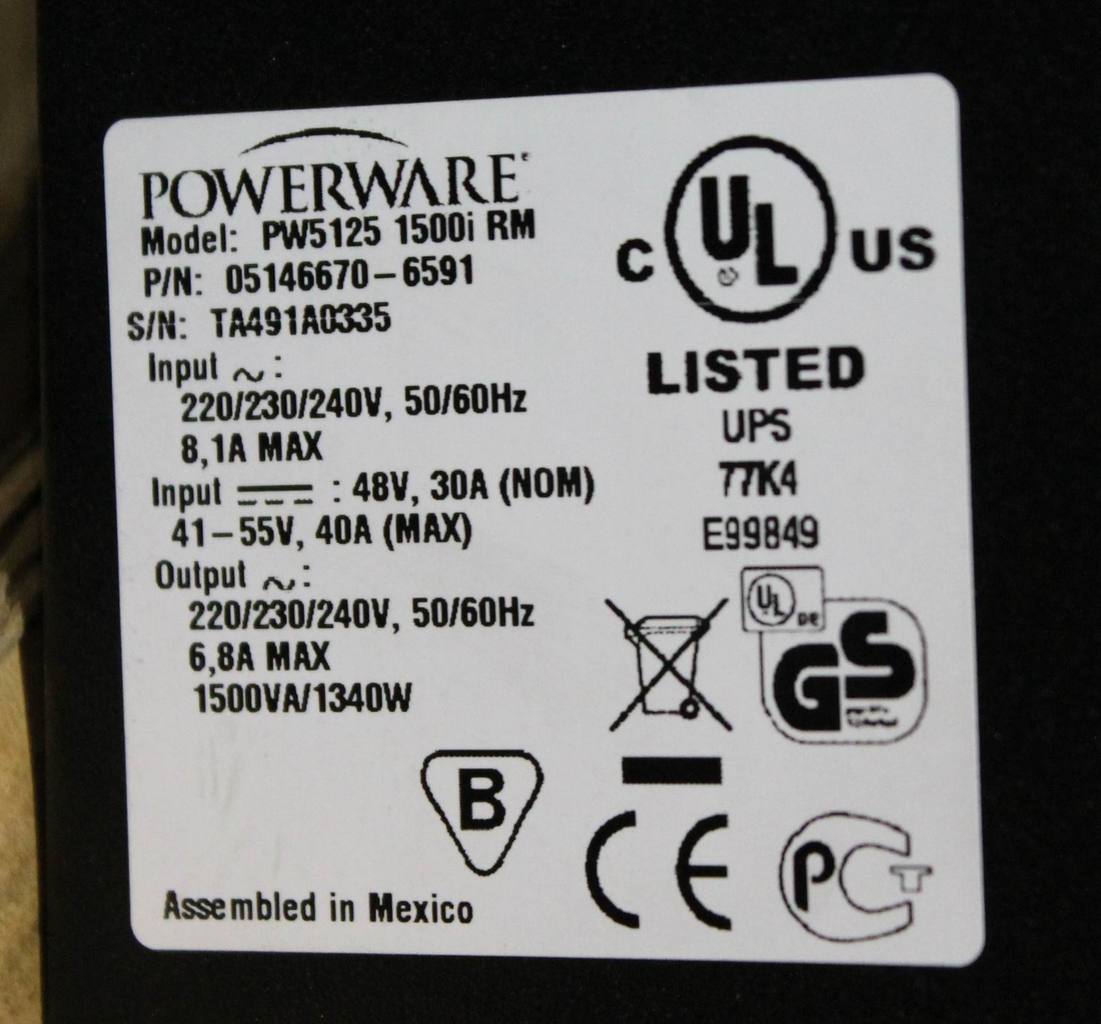 POWERWARE
Model: PW5125 1500i RM
P/N: 05146670-6591
S/N: TA491A0335
Input ~:
220/230/240V, 50/60Hz
8,1A MAX
Input ⎓ : 48V, 30A (NOM)
41-55V, 40A (MAX)
Output ~:
220/230/240V, 50/60Hz
6,8A MAX
1500VA/1340W
B
Assembled in Mexico
C UL US
LISTED
UPS
77K4
E99849
UL DE
GS
CE
PCT